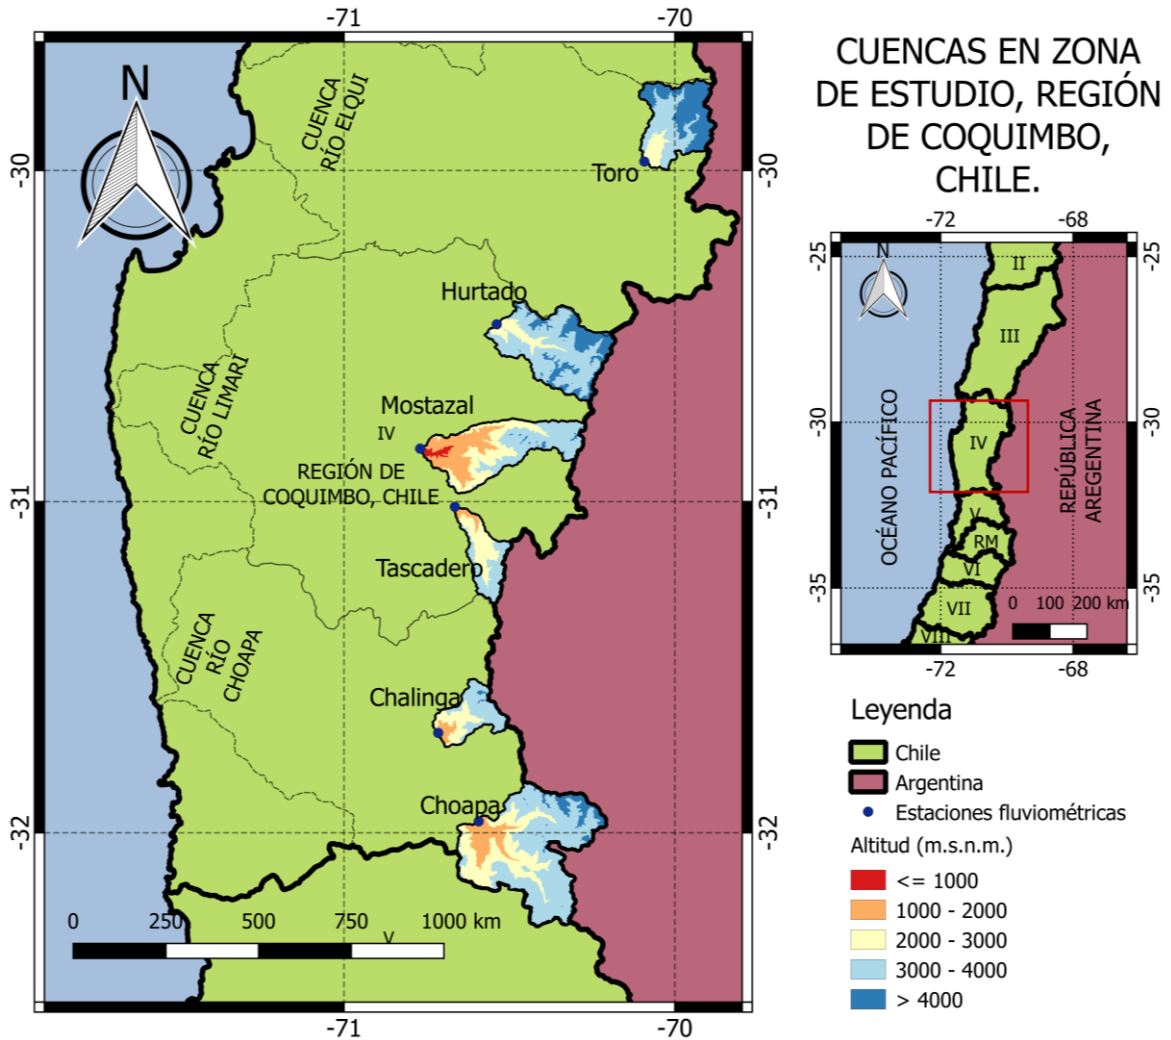 CUENCAS EN ZONA
DE ESTUDIO, REGIÓN
DE COQUIMBO,
CHILE.
-71
-70
N
CUENCA
RÍO ELQUI
-30
-30
Toro
Hurtado
CUENCA
RÍO LIMARI
Mostazal
IV
REGIÓN DE
COQUIMBO, CHILE
-31
-31
Tascadero
CUENCA
RÍO
CHOAPA
Chalinga
Choapa
-32
-32
0 250 500 750 1000 km
V
-71
-70
-72
-68
-25
-25
N
II
III
-30
-30
OCÉANO PACÍFICO
IV
REPÚBLICA
AREGENTINA
V
RM
VI
-35
-35
VII
0 100 200 km
VIII
-72
-68
Leyenda
Chile
Argentina
Estaciones fluviométricas
Altitud (m.s.n.m.)
<= 1000
1000 - 2000
2000 - 3000
3000 - 4000
> 4000